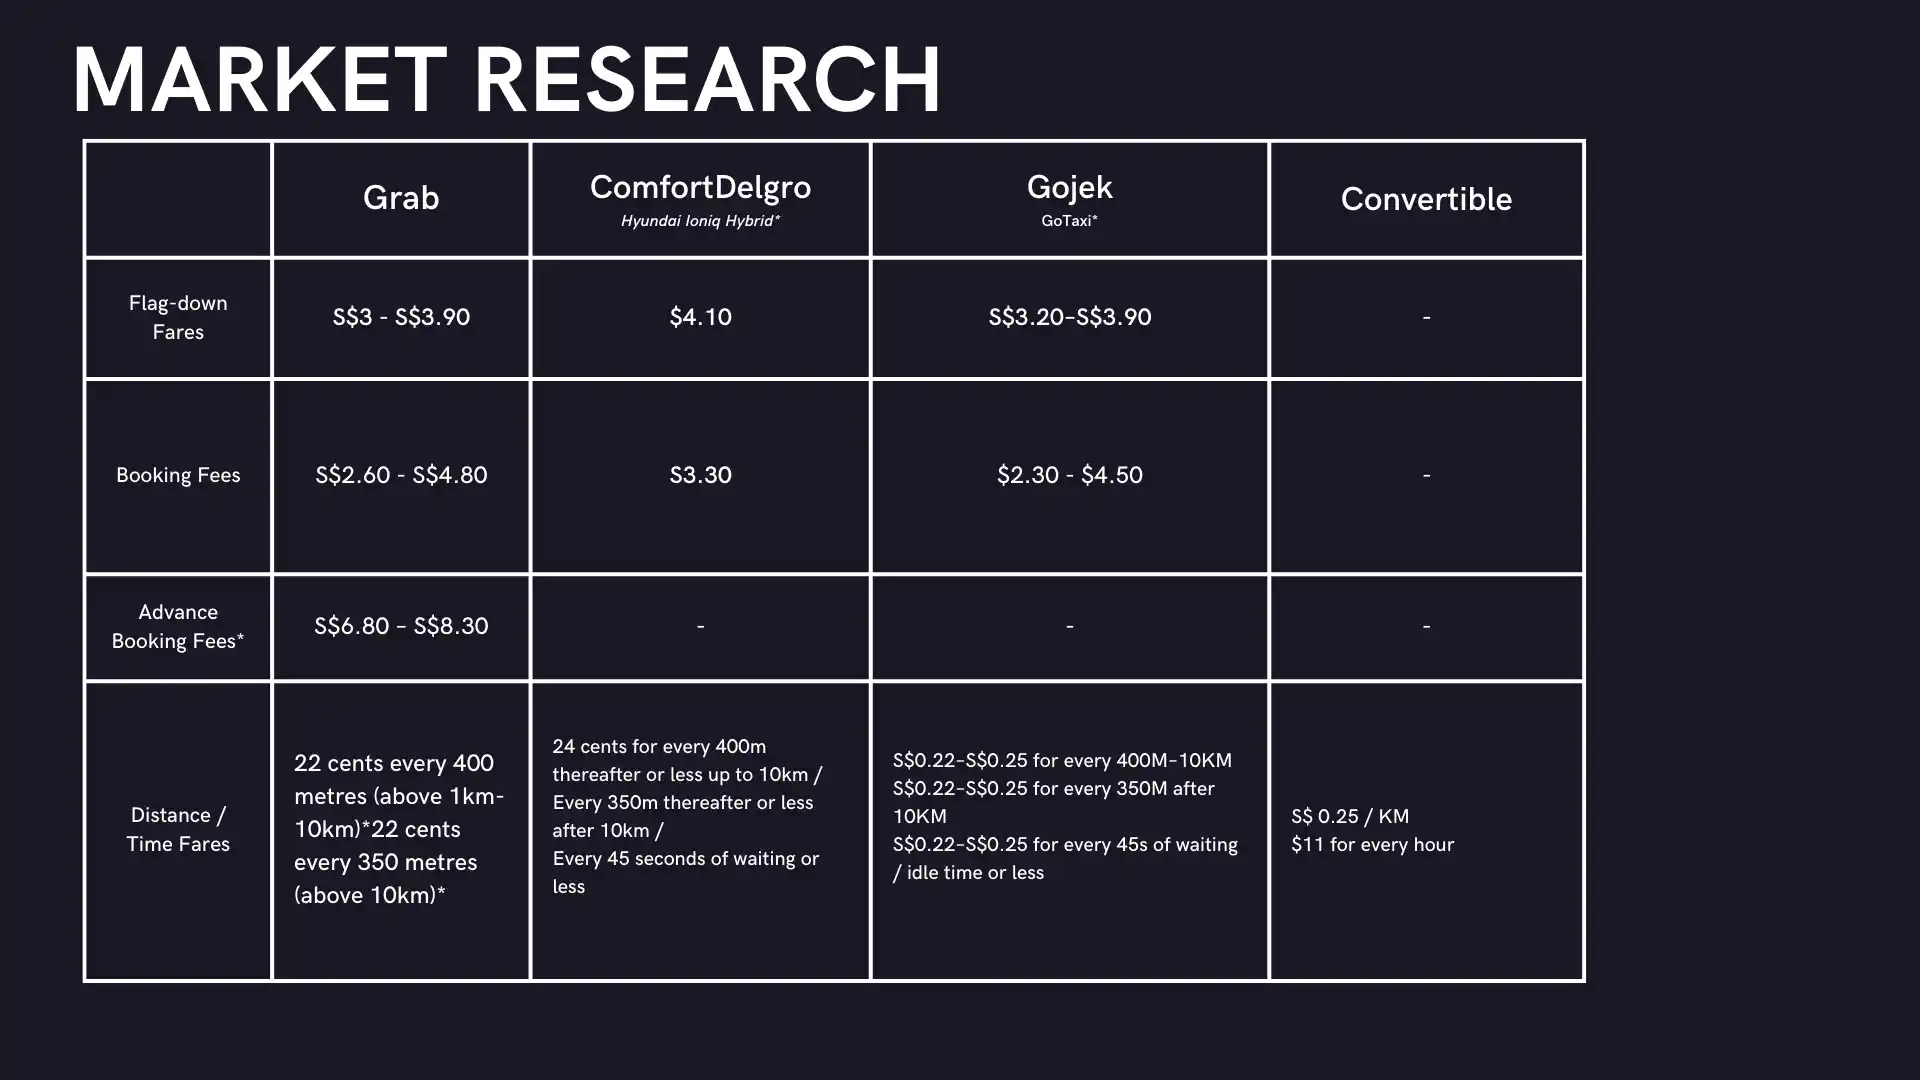 MARKET RESEARCH
Grab
ComfortDelgro
Hyundai Ioniq Hybrid*
Gojek
GoTaxi*
Convertible
Flag-down
Fares
S$3 - S$3.90
$4.10
S$3.20–S$3.90
-
Booking Fees
S$2.60 - S$4.80
S3.30
$2.30 - $4.50
-
Advance
Booking Fees*
S$6.80 – S$8.30
-
-
-
Distance /
Time Fares
22 cents every 400
metres (above 1km-
10km)*22 cents
every 350 metres
(above 10km)*
24 cents for every 400m
thereafter or less up to 10km /
Every 350m thereafter or less
after 10km /
Every 45 seconds of waiting or
less
S$0.22–S$0.25 for every 400M–10KM
S$0.22–S$0.25 for every 350M after
10KM
S$0.22–S$0.25 for every 45s of waiting
/ idle time or less
S$ 0.25 / KM
$11 for every hour